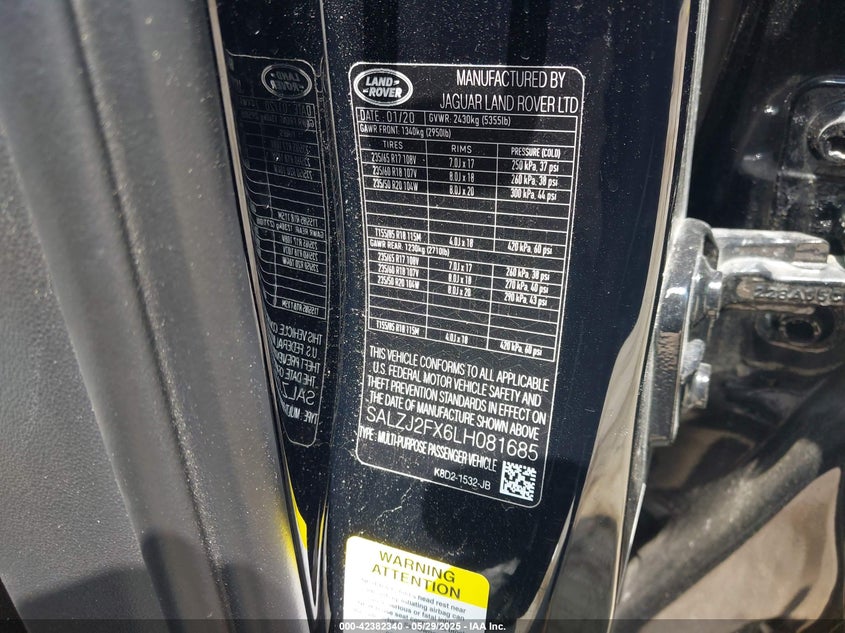 LAND
ROVER
MANUFACTURED BY
JAGUAR LAND ROVER LTD
DATE 01/20 GVWR: 2430kg (5355lb)
GAWR FRONT: 1340kg (2950lb)
TIRES RIMS PRESSURE (COLD)
235/65 R17 108V 7.0J x 17 250 kPa, 37 psi
235/60 R18 107V 8.0J x 18 260 kPa, 38 psi
235/50 R20 104W 8.0J x 20 300 kPa, 44 psi
T155/85 R18 115M 4.0J x 18 420 kPa, 60 psi
GAWR REAR: 1230kg (2710lb)
235/65 R17 108V 7.0J x 17 260 kPa, 38 psi
235/60 R18 107V 8.0J x 18 270 kPa, 40 psi
235/50 R20 104W 8.0J x 20 290 kPa, 43 psi
T155/85 R18 115M 4.0J x 18 420 kPa, 60 psi
THIS VEHICLE CONFORMS TO ALL APPLICABLE
U.S. FEDERAL MOTOR VEHICLE SAFETY AND
THEFT PREVENTION STANDARDS IN EFFECT ON
THE DATE OF MANUFACTURE SHOWN ABOVE
SALZJ2FX6LH081685
TYPE : MULTI-PURPOSE PASSENGER VEHICLE
K8D2-1532-JB
WARNING
ATTENTION
head rest near
airbag can
serious or fatal
000-42382340 - 05/29/2025 - IAA Inc.